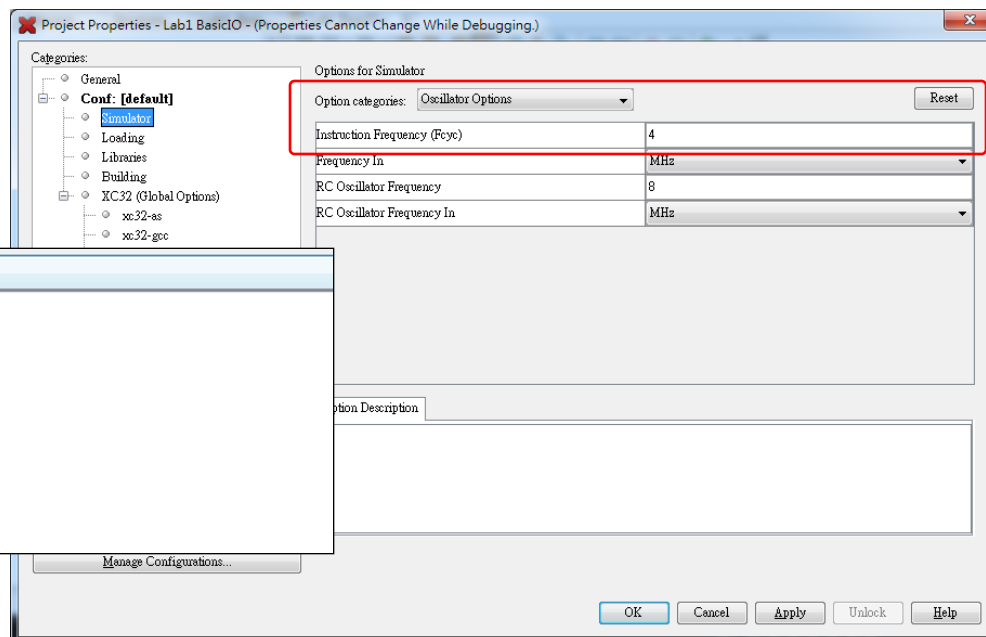 Project Properties - Lab1 BasicIO - (Properties Cannot Change While Debugging.)
Categories:
General
Conf: [default]
Simulator
Loading
Libraries
Building
XC32 (Global Options)
xc32-as
xc32-gcc
Manage Configurations...
Options for Simulator
Option categories: Oscillator Options Reset
Instruction Frequency (Fcyc) 4
Frequency In MHz
RC Oscillator Frequency 8
RC Oscillator Frequency In MHz
ption Description
OK Cancel Apply Unlock Help